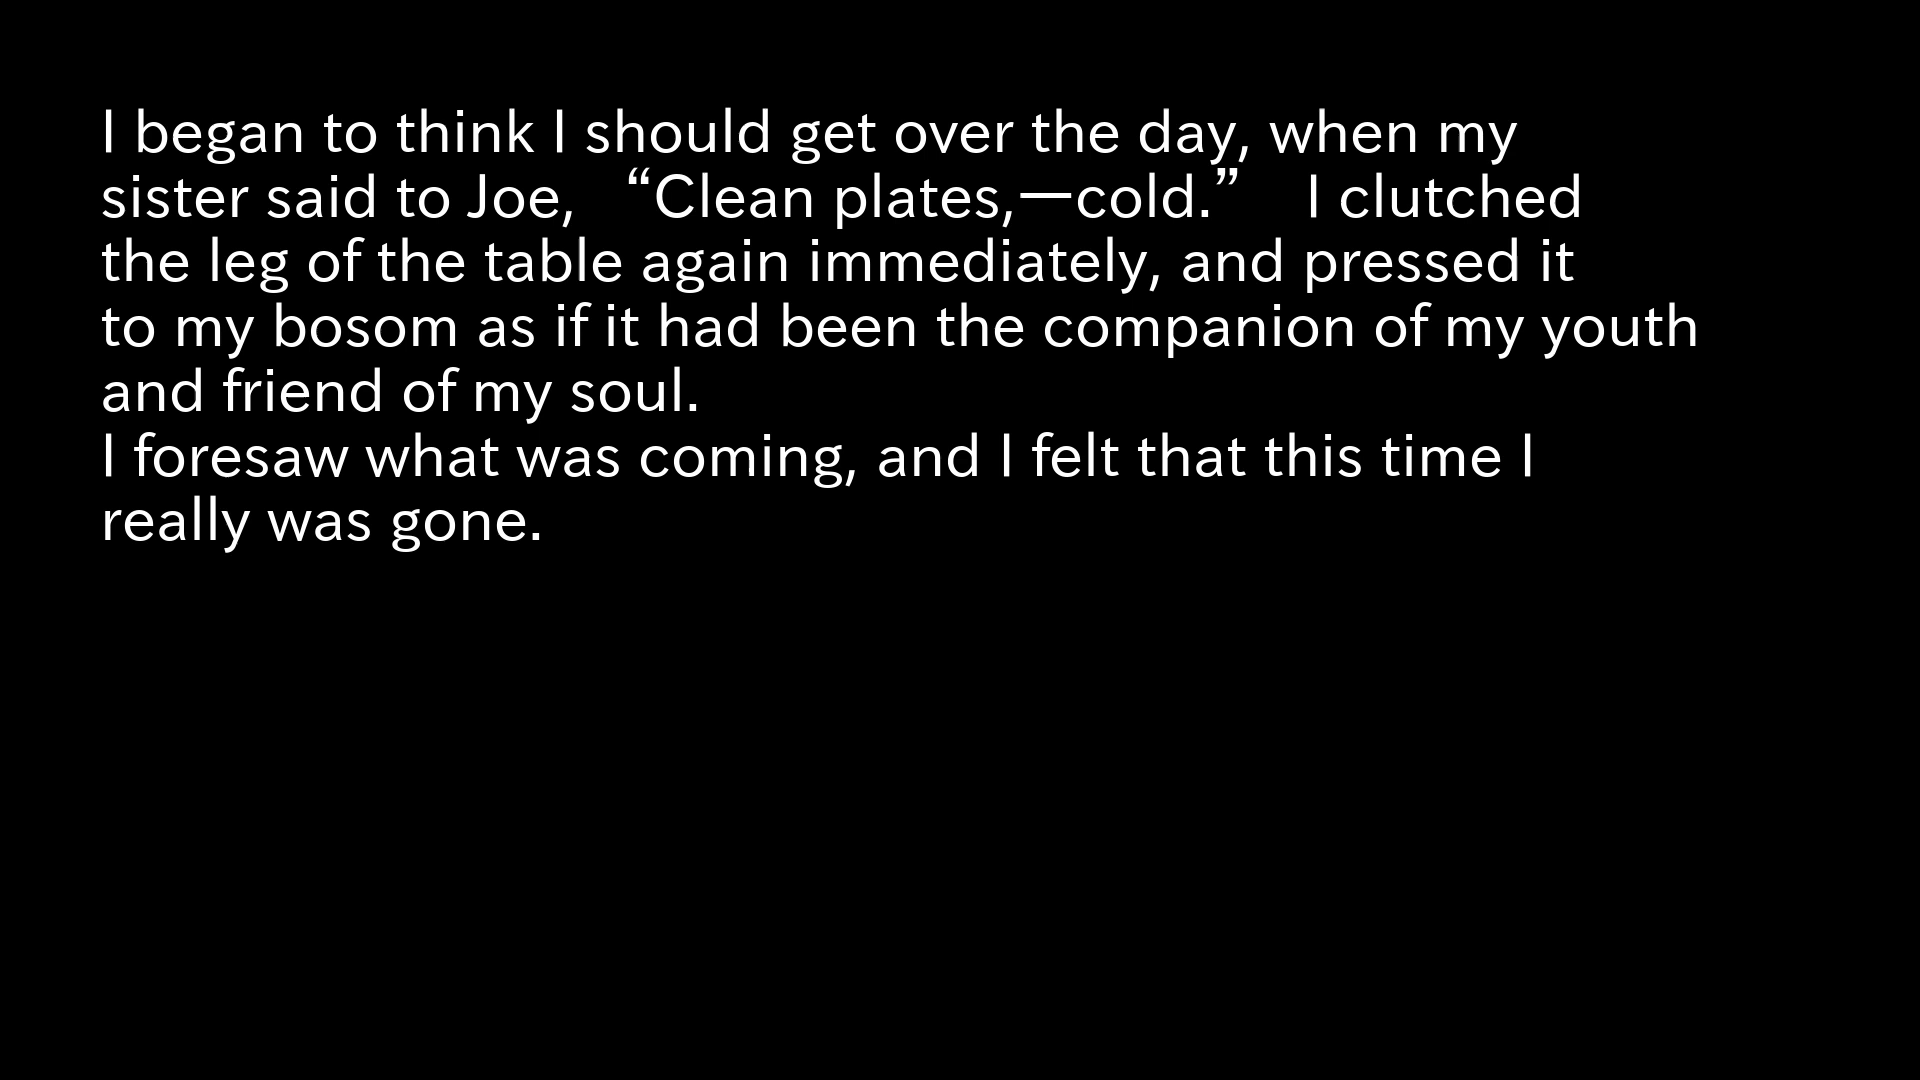 I began to think I should get over the day, when my
sister said to Joe, “Clean plates,—cold.” I clutched
the leg of the table again immediately, and pressed it
to my bosom as if it had been the companion of my youth
and friend of my soul.
I foresaw what was coming, and I felt that this time I
really was gone.